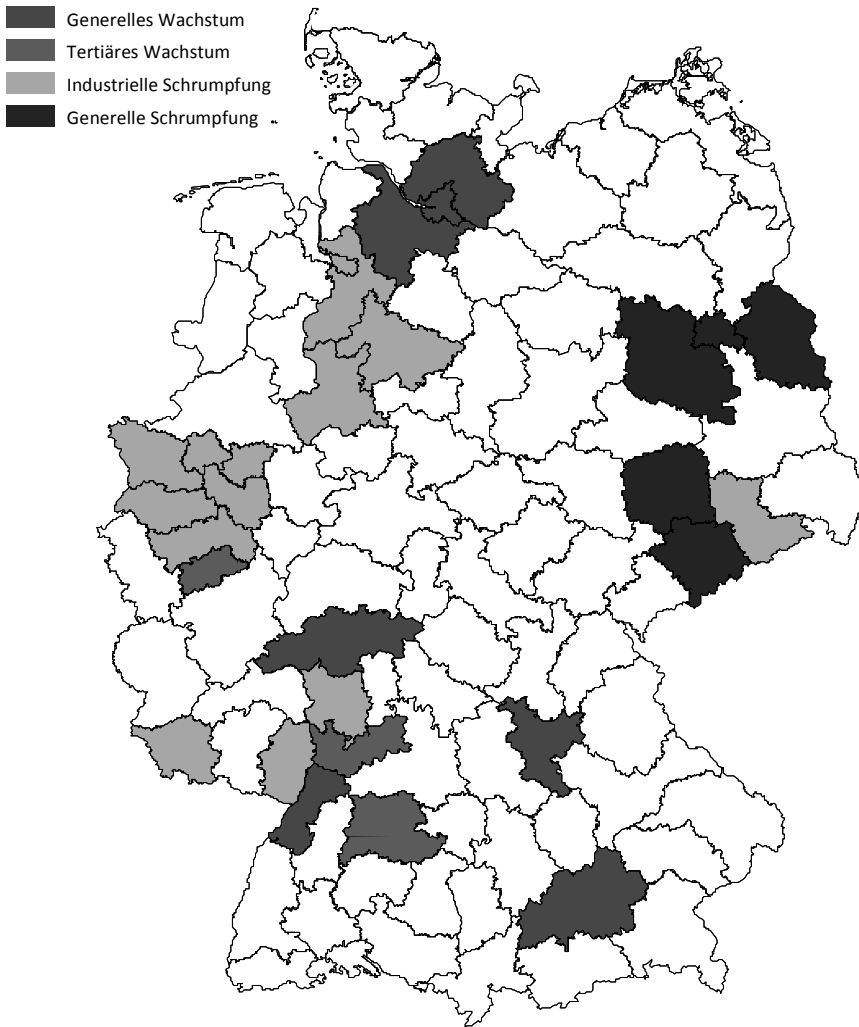 Generelles Wachstum
Tertiäres Wachstum
Industrielle Schrumpfung
Generelle Schrumpfung